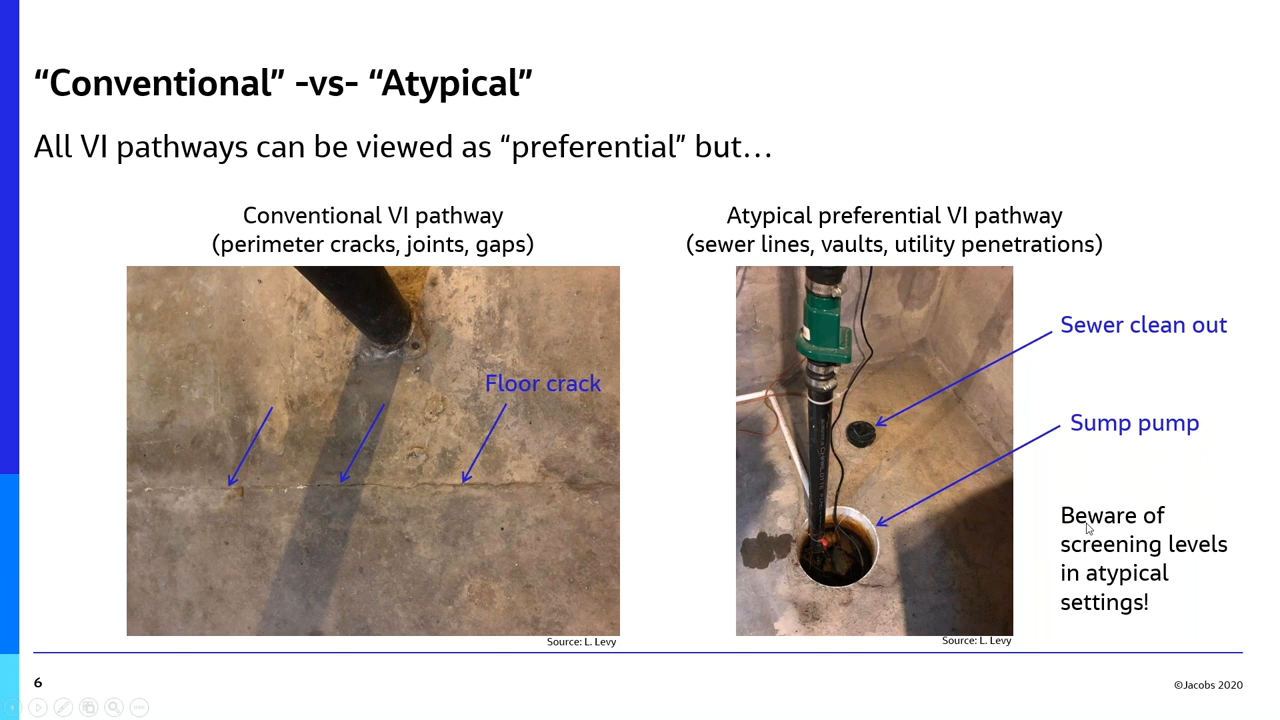 “Conventional” -vs- “Atypical”
All VI pathways can be viewed as “preferential” but…
Conventional VI pathway
(perimeter cracks, joints, gaps)
Floor crack
Source: L. Levy
Atypical preferential VI pathway
(sewer lines, vaults, utility penetrations)
Sewer clean out
Sump pump
Beware of
screening levels
in atypical
settings!
Source: L. Levy
6
©Jacobs 2020